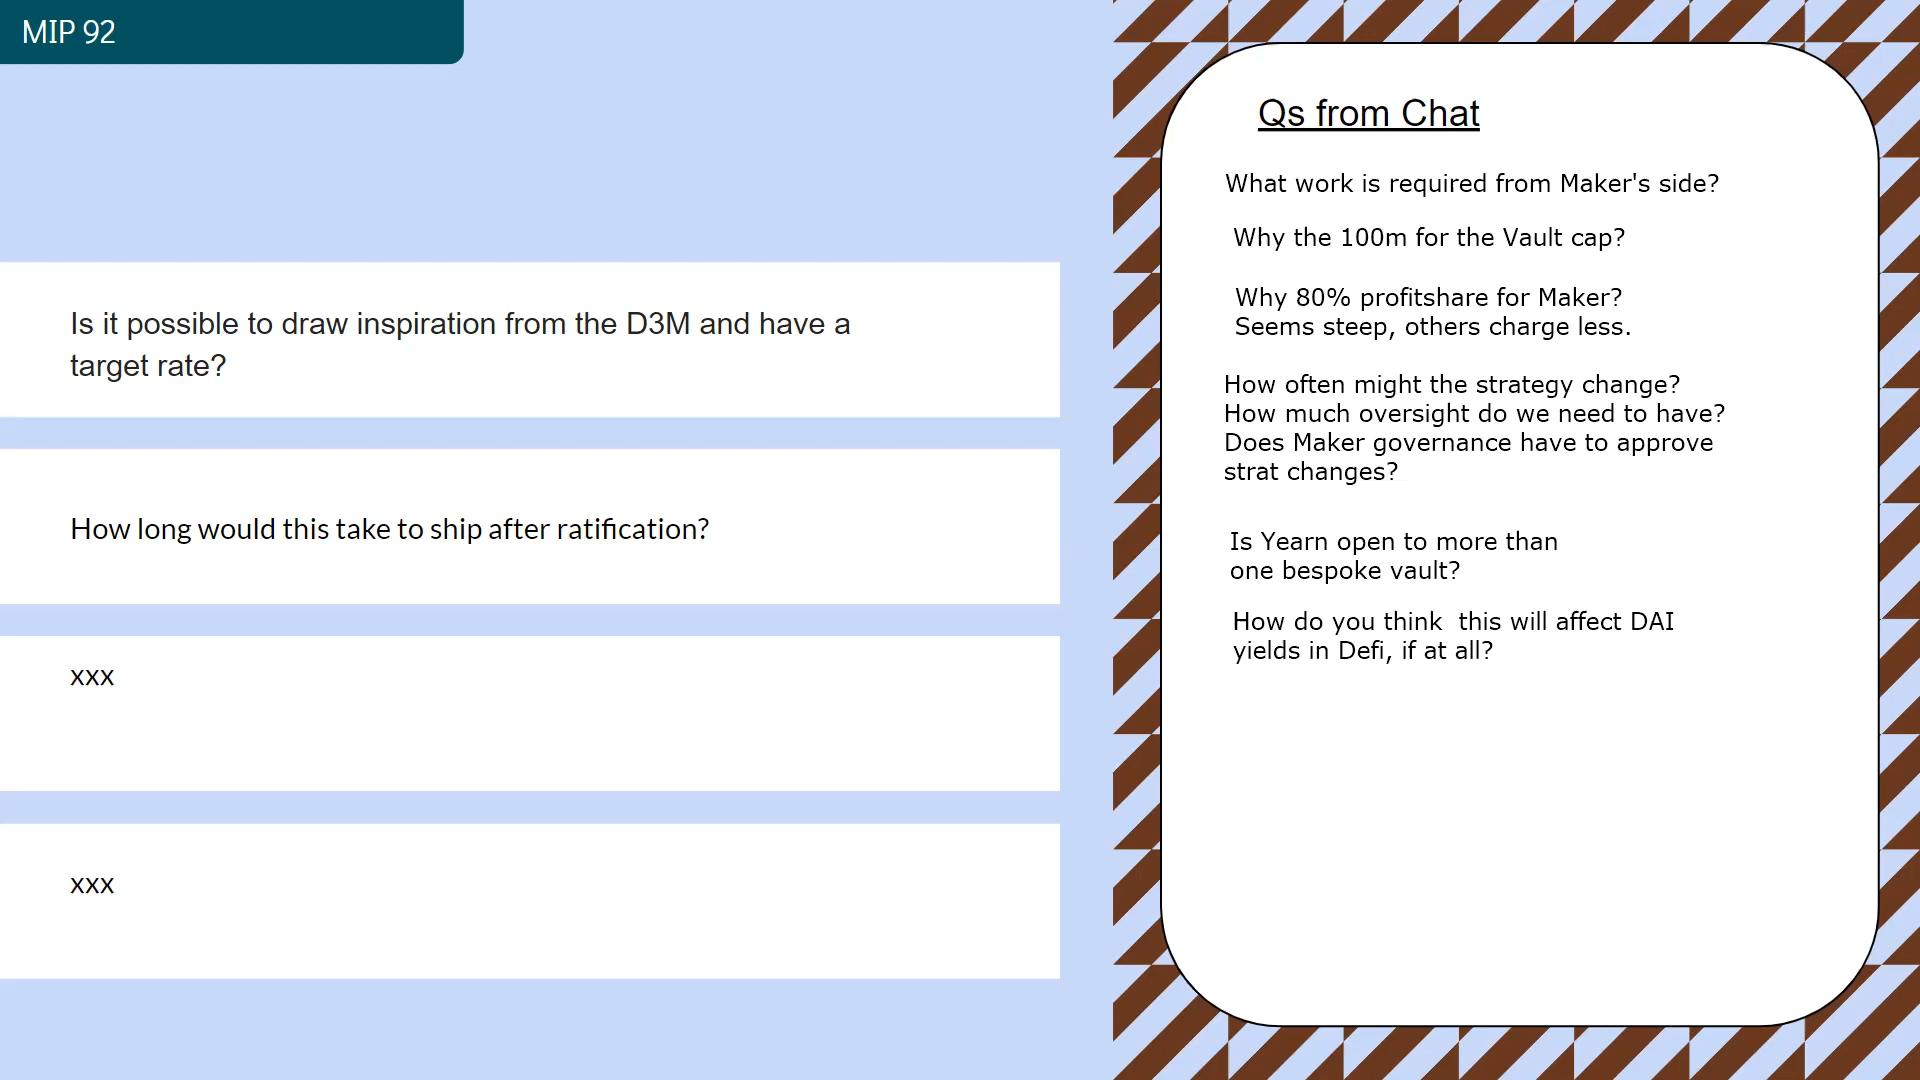 MIP 92
Is it possible to draw inspiration from the D3M and have a
target rate?
How long would this take to ship after ratification?
xxx
xxx
Qs from Chat
What work is required from Maker's side?
Why the 100m for the Vault cap?
Why 80% profitshare for Maker?
Seems steep, others charge less.
How often might the strategy change?
How much oversight do we need to have?
Does Maker governance have to approve
strat changes?
Is Yearn open to more than
one bespoke vault?
How do you think  this will affect DAI
yields in Defi, if at all?